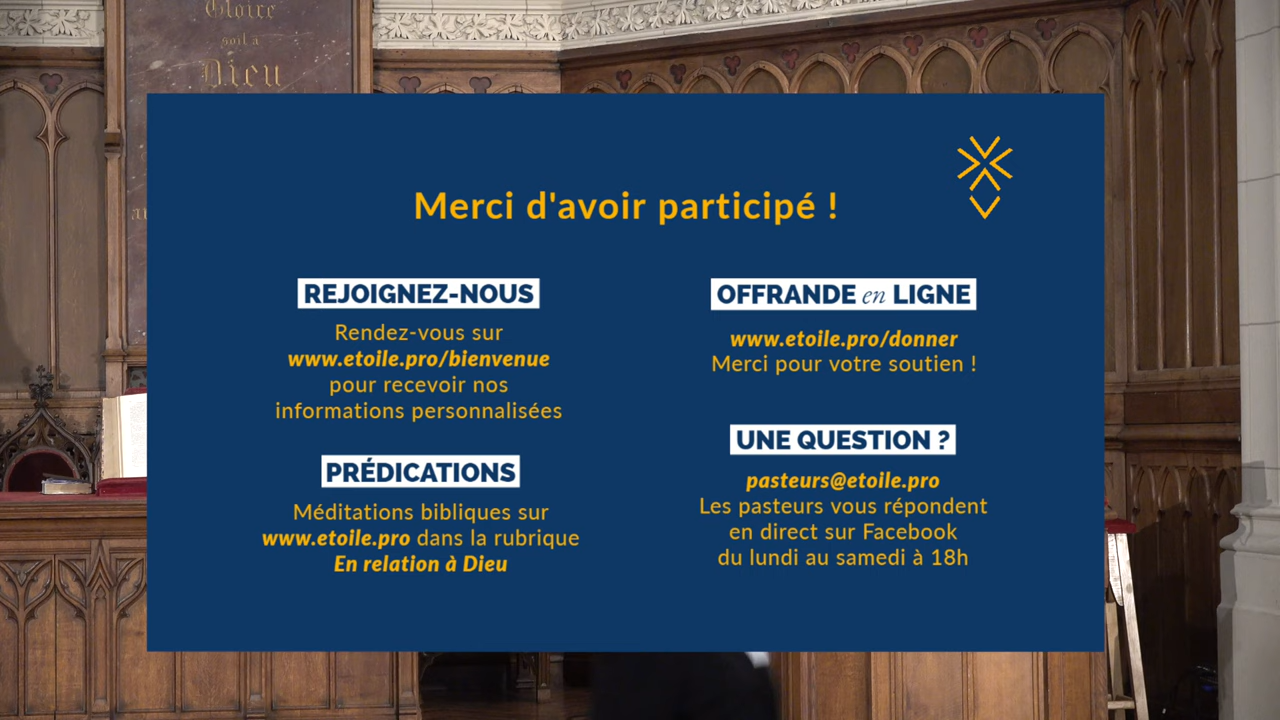 Gloire
soit à
Dieu
Merci d'avoir participé !
REJOIGNEZ-NOUS
Rendez-vous sur
www.etoile.pro/bienvenue
pour recevoir nos
informations personnalisées
PRÉDICATIONS
Méditations bibliques sur
www.etoile.pro dans la rubrique
En relation à Dieu
OFFRANDE en LIGNE
www.etoile.pro/donner
Merci pour votre soutien !
UNE QUESTION ?
pasteurs@etoile.pro
Les pasteurs vous répondent
en direct sur Facebook
du lundi au samedi à 18h